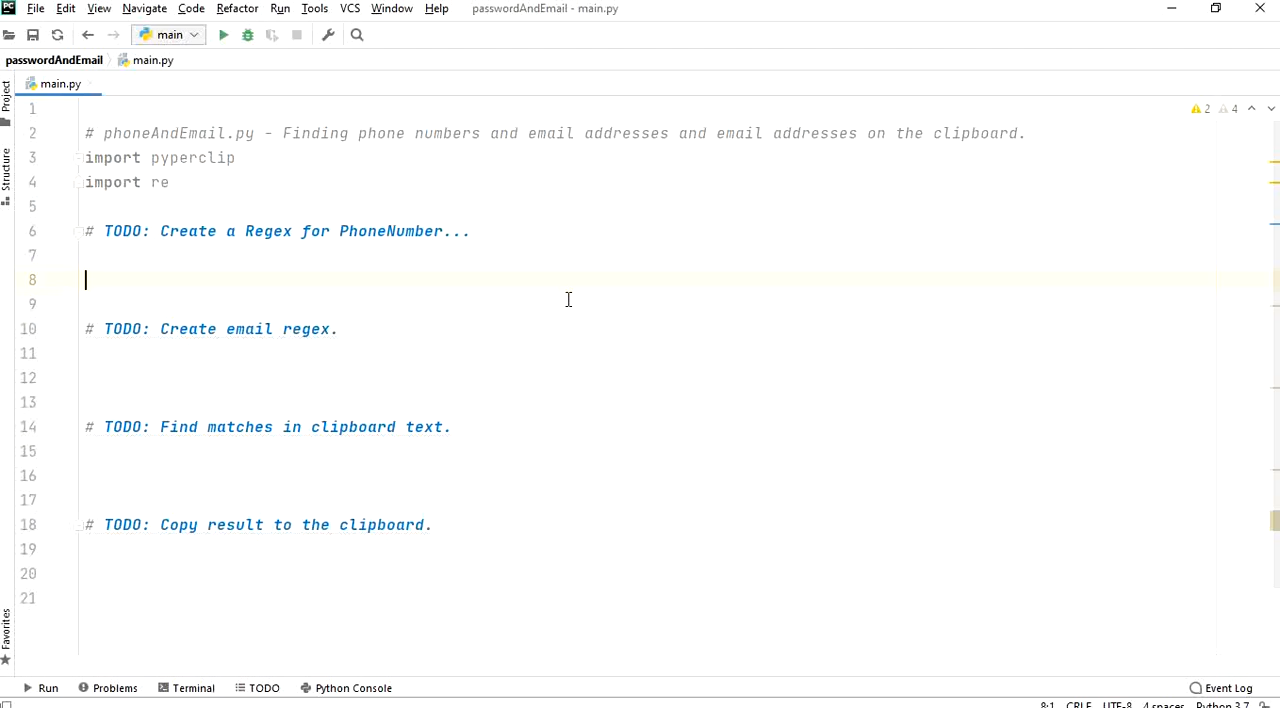 PC File Edit View Navigate Code Refactor Run Tools VCS Window Help passwordAndEmail - main.py
main
passwordAndEmail main.py
main.py
Project
Structure
Favorites
2 4
1
2 # phoneAndEmail.py - Finding phone numbers and email addresses and email addresses on the clipboard.
3 import pyperclip
4 import re
5
6 # TODO: Create a Regex for PhoneNumber...
7
8
9
10 # TODO: Create email regex.
11
12
13
14 # TODO: Find matches in clipboard text.
15
16
17
18 # TODO: Copy result to the clipboard.
19
20
21
Run Problems Terminal TODO Python Console Event Log
8:1 CRLF UTF-8 4 spaces Python 3.7